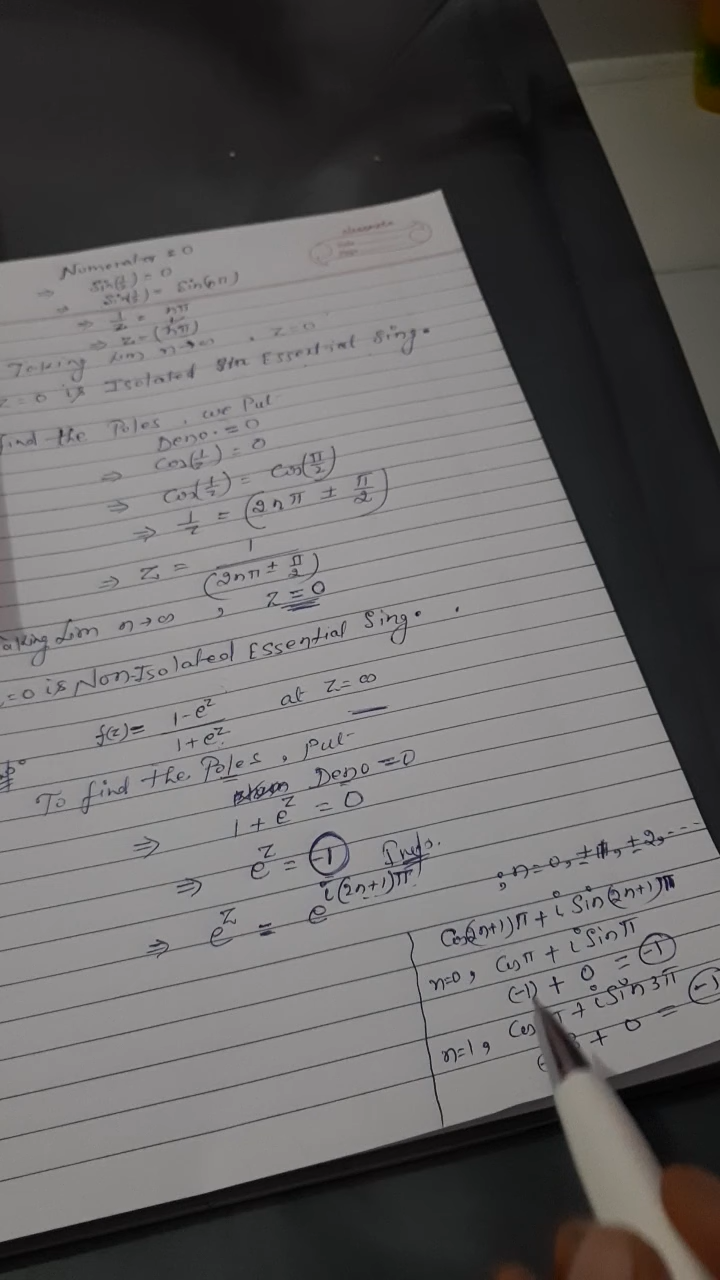 Numerator = 0
⇒ Sin(1/z) = 0
⇒ Sin(1/z) = Sin(nπ)
⇒ 1/z = nπ
⇒ z = (1/nπ)
Taking Lim n→∞ , z=0
z=0 is Isolated Essential Sing.
find the Poles, we Put
Deno. = 0
⇒ Cos(1/z) = 0
⇒ Cos(1/z) = Cos(π/2)
⇒ 1/z = (2nπ ± π/2)
⇒ Z = 1/(2nπ ± π/2)
Taking Lim n→∞ , z=0
z=0 is Non-Isolated Essential Sing.
f(z) = (1-e^z)/(1+e^z) at z=∞
To find the Poles, Put
Deno = 0
⇒ 1 + e^z = 0
⇒ e^z = -1
⇒ e^z = e^{i(2n+1)π} ; n=0, ±1, ±2, ...
Cos(2n+1)π + i Sin(2n+1)π
n=0, Cosπ + i Sinπ
(-1) + 0 = (-1)
n=1, Cos π + i Sin3π
+ 0 = (-1)